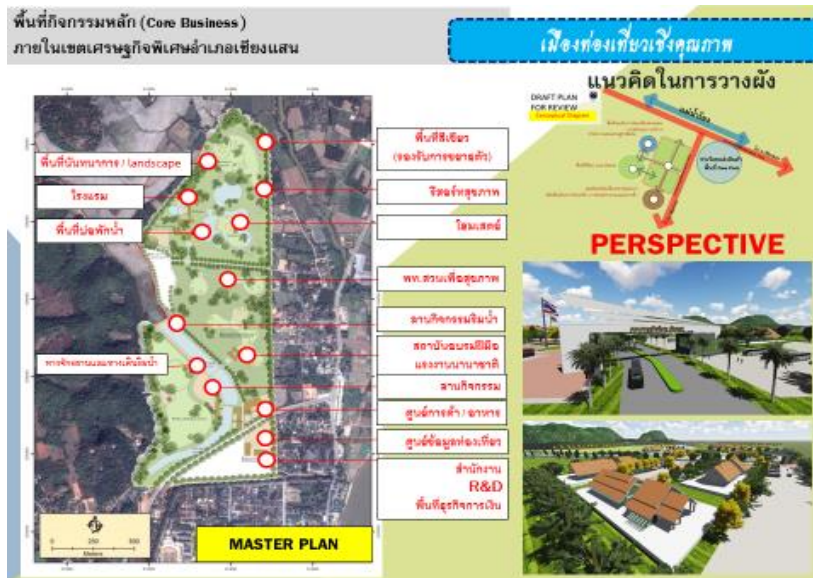 พื้นที่กิจกรรมหลัก (Core Business)
ภายในเขตเศรษฐกิจพิเศษอำเภอเชียงแสน
เมืองท่องเที่ยวเชิงคุณภาพ
แนวคิดในการวางผัง
DRAFT PLAN
FOR REVIEW
Conceptual Diagram
แม่น้ำโขง
พื้นที่นันทนาการ / landscape
โรงแรม
พื้นที่บ่อพักน้ำ
ทางจักรยานและทางเดินริมน้ำ
พื้นที่สีเขียว
(รองรับการขยายตัว)
รีสอร์ทสุขภาพ
โฮมสเตย์
พท.สวนเพื่อสุขภาพ
ลานกิจกรรมริมน้ำ
สถาบันอบรมฝีมือ
แรงงานนานาชาติ
ลานกิจกรรม
ศูนย์การค้า / อาหาร
ศูนย์ข้อมูลท่องเที่ยว
สำนักงาน
R&D
พื้นที่ธุรกิจการเงิน
PERSPECTIVE
0 250 500
Meters
MASTER PLAN